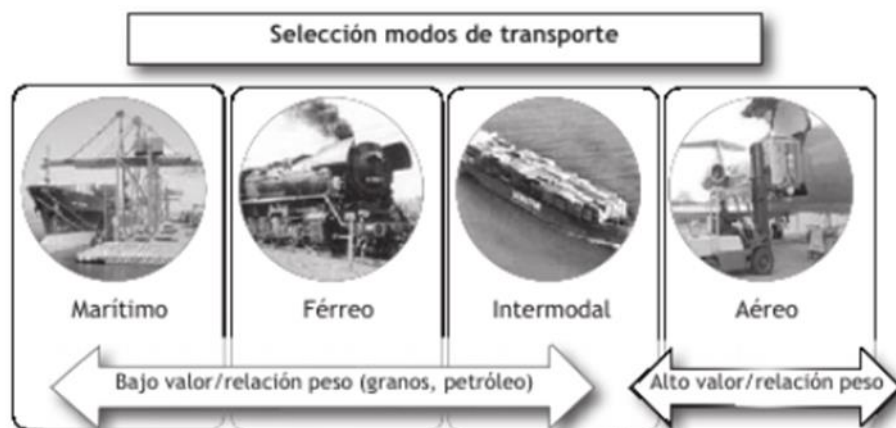 Selección modos de transporte
Marítimo
Férreo
Intermodal
Aéreo
Bajo valor/relación peso (granos, petróleo)
Alto valor/relación peso